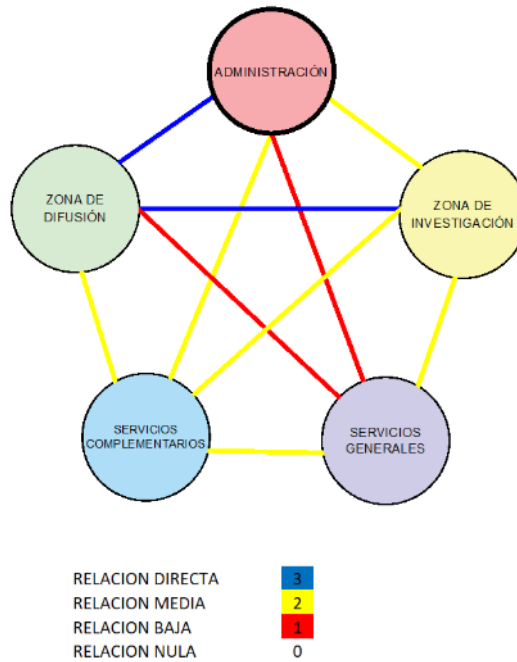 ADMINISTRACIÓN
ZONA DE
DIFUSIÓN
ZONA DE
INVESTIGACIÓN
SERVICIOS
COMPLEMENTARIOS
SERVICIOS
GENERALES
RELACION DIRECTA 3
RELACION MEDIA 2
RELACION BAJA 1
RELACION NULA 0